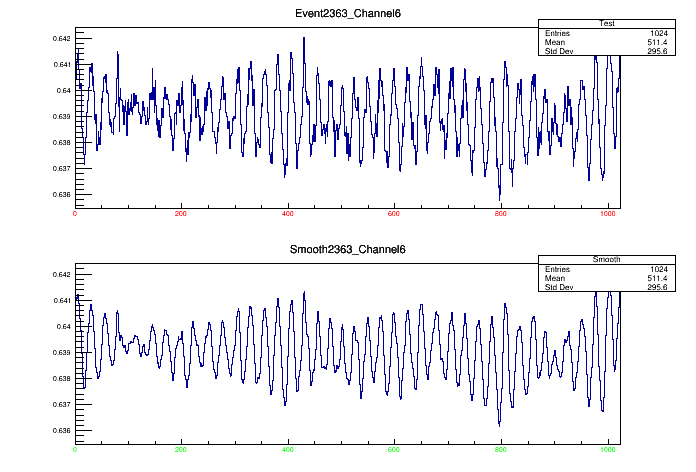 Event2363_Channel6
Test
Entries 1024
Mean 511.4
Std Dev 295.6
0.642
0.641
0.64
0.639
0.638
0.637
0.636
0 200 400 600 800 1000
Smooth2363_Channel6
Smooth
Entries 1024
Mean 511.4
Std Dev 295.6
0.642
0.641
0.64
0.639
0.638
0.637
0.636
0 200 400 600 800 1000